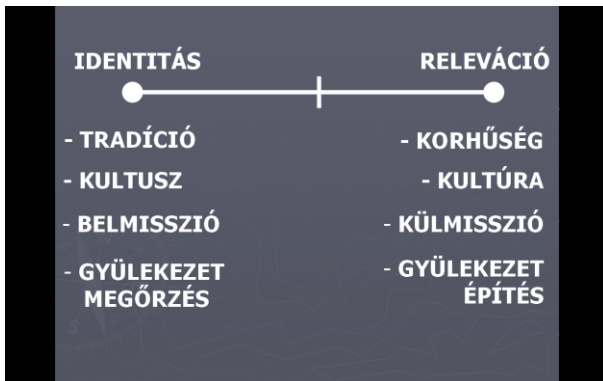 IDENTITÁS
RELEVÁCIÓ
- TRADÍCIÓ
- KULTUSZ
- BELMISSZIÓ
- GYÜLEKEZET
MEGŐRZÉS
- KORHŰSÉG
- KULTÚRA
- KÜLMISSZIÓ
- GYÜLEKEZET
ÉPÍTÉS